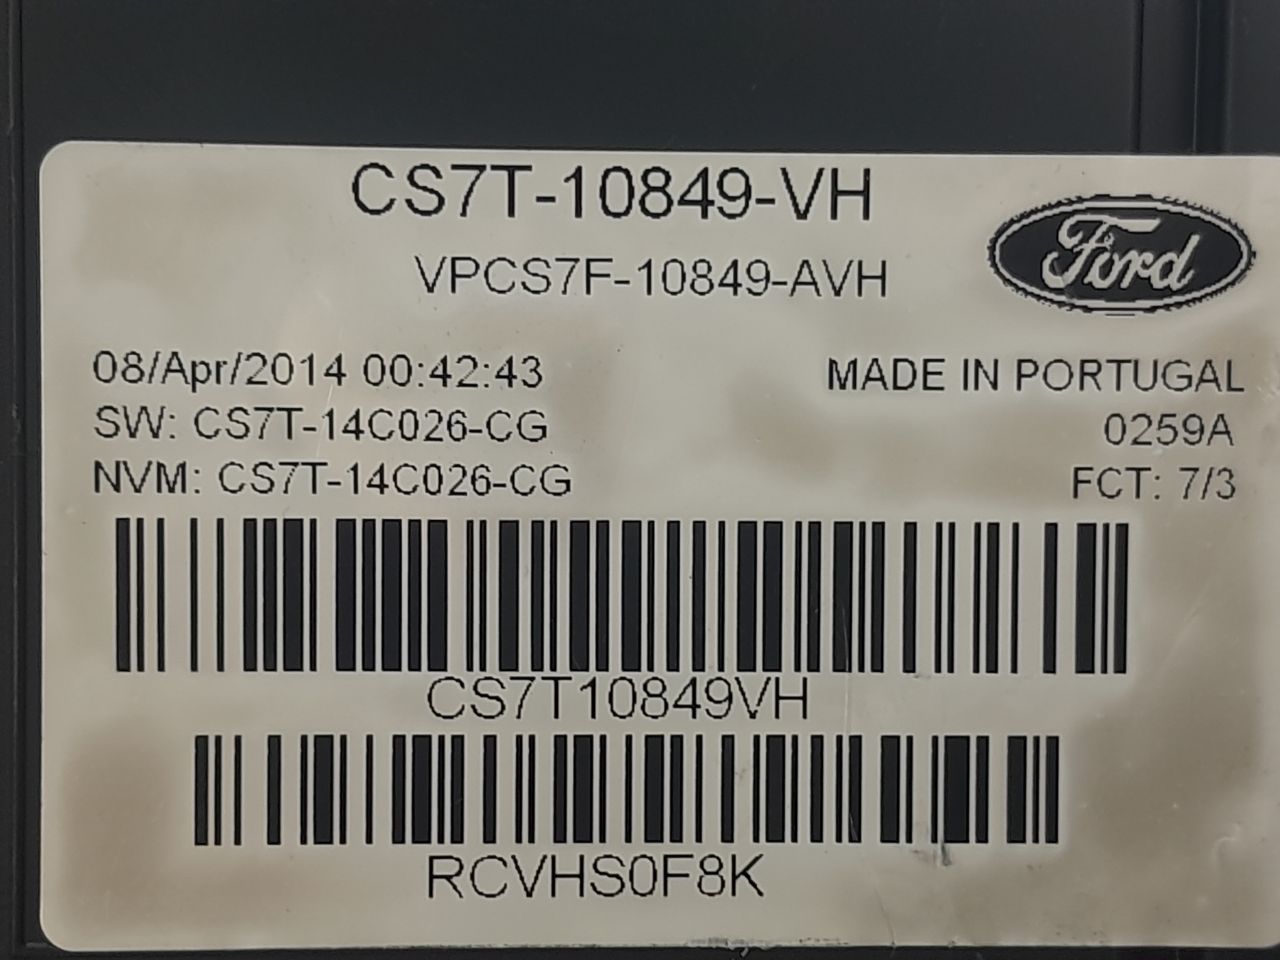 CS7T-10849-VH
VPCS7F-10849-AVH
Ford
08/Apr/2014 00:42:43
MADE IN PORTUGAL
SW: CS7T-14C026-CG
0259A
NVM: CS7T-14C026-CG
FCT: 7/3
CS7T10849VH
RCVHS0F8K